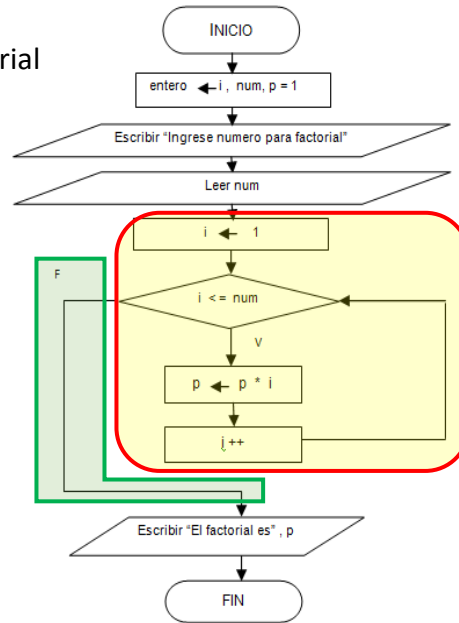 INICIO
rial
entero ← i , num, p = 1
Escribir “Ingrese numero para factorial”
Leer num
i ← 1
F
i <= num
V
p ← p * i
i ++
Escribir “El factorial es” , p
FIN